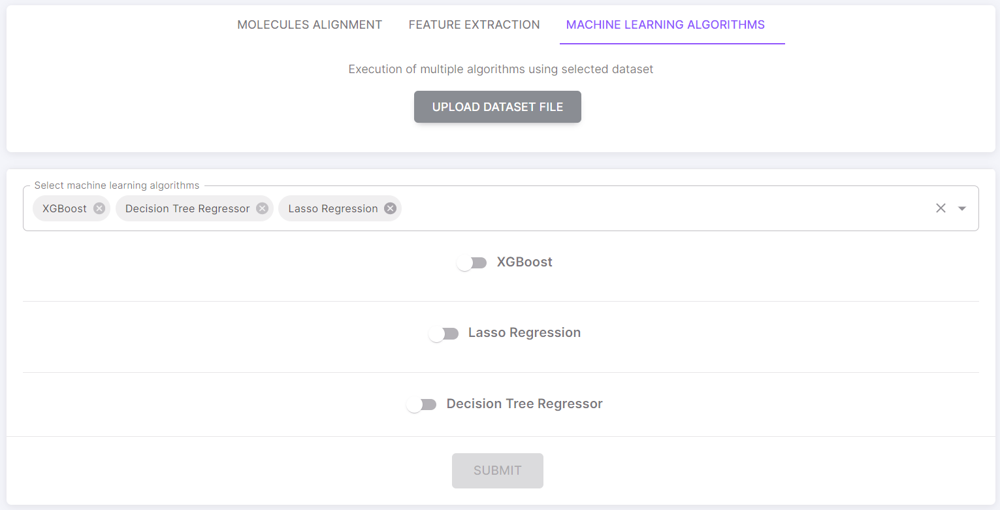 MOLECULES ALIGNMENT FEATURE EXTRACTION MACHINE LEARNING ALGORITHMS
Execution of multiple algorithms using selected dataset
UPLOAD DATASET FILE
Select machine learning algorithms
XGBoost Decision Tree Regressor Lasso Regression
XGBoost
Lasso Regression
Decision Tree Regressor
SUBMIT